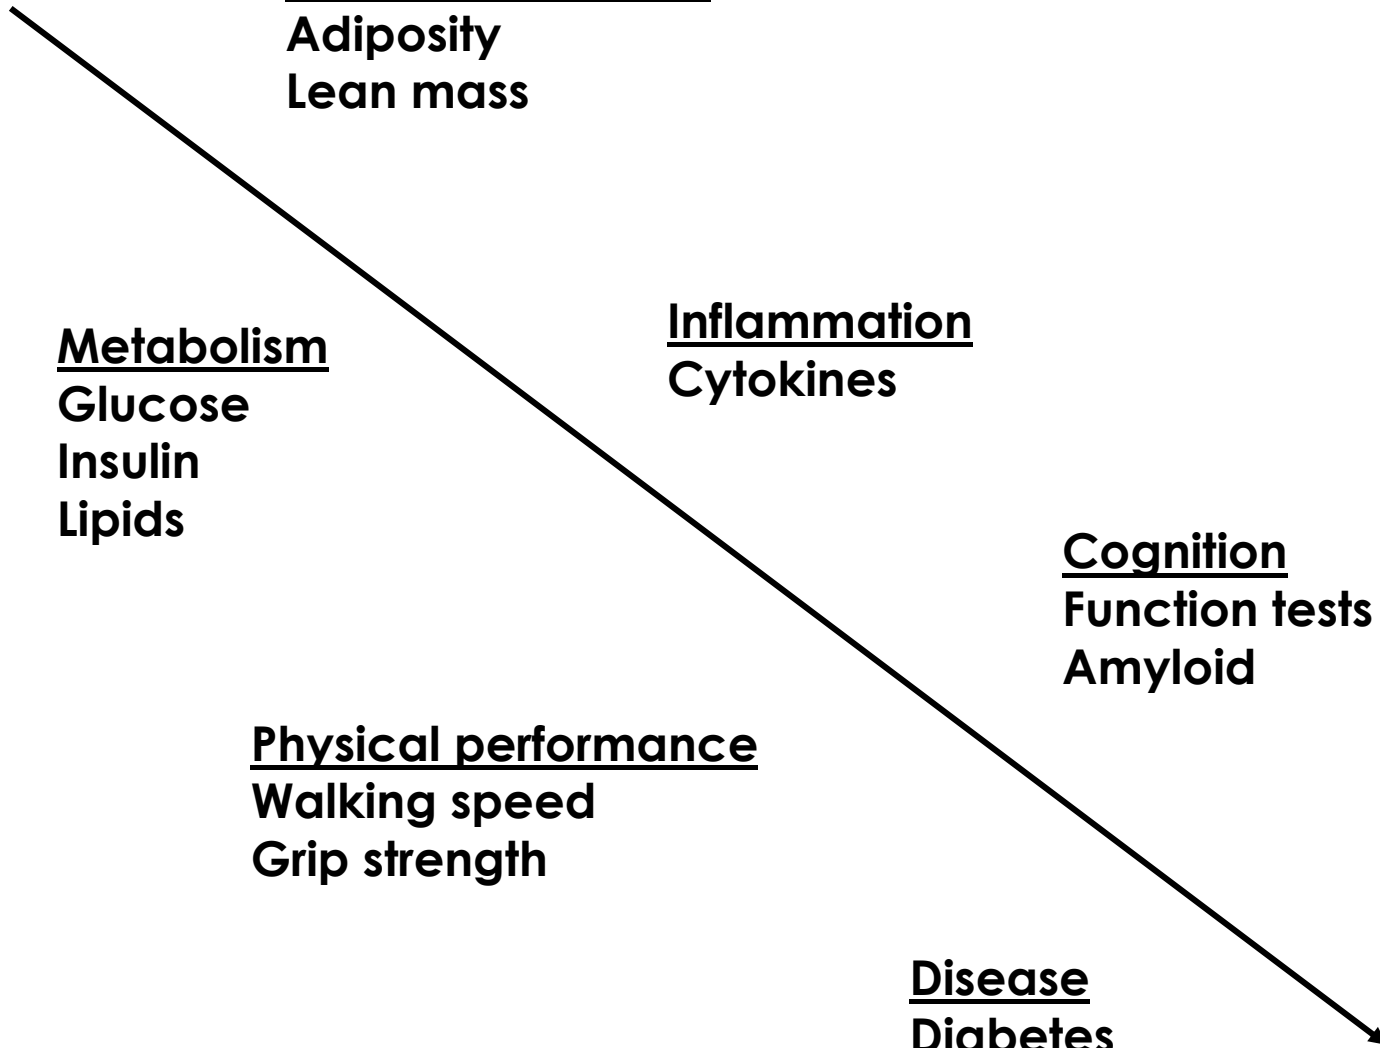 Adiposity
Lean mass
Inflammation
Cytokines
Metabolism
Glucose
Insulin
Lipids
Cognition
Function tests
Amyloid
Physical performance
Walking speed
Grip strength
Disease
Diabetes